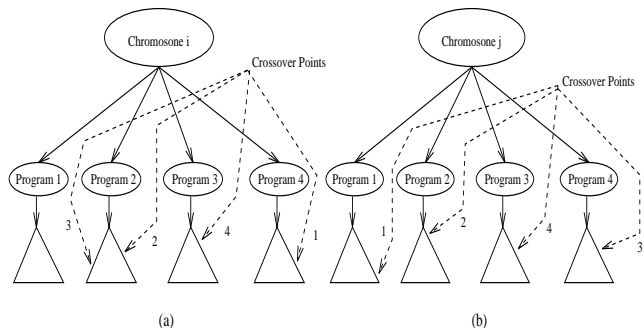 Chromosone i
Crossover Points
Program 1
Program 2
Program 3
Program 4
3
2
4
1
(a)
Chromosone j
Crossover Points
Program 1
Program 2
Program 3
Program 4
1
2
4
3
(b)